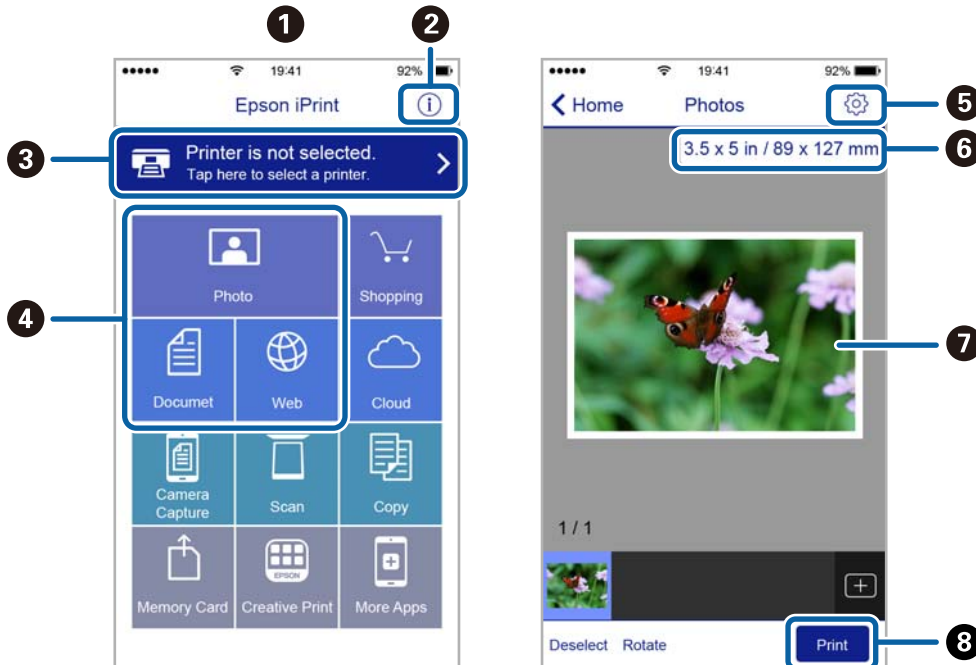 1
2
19:41
92%
Epson iPrint
3
Printer is not selected.
Tap here to select a printer.
4
Photo
Shopping
Documet
Web
Cloud
Camera
Capture
Scan
Copy
Memory Card
EPSON
Creative Print
More Apps
19:41
92%
Home
Photos
5
3.5 x 5 in / 89 x 127 mm
6
7
1 / 1
Deselect
Rotate
Print
8